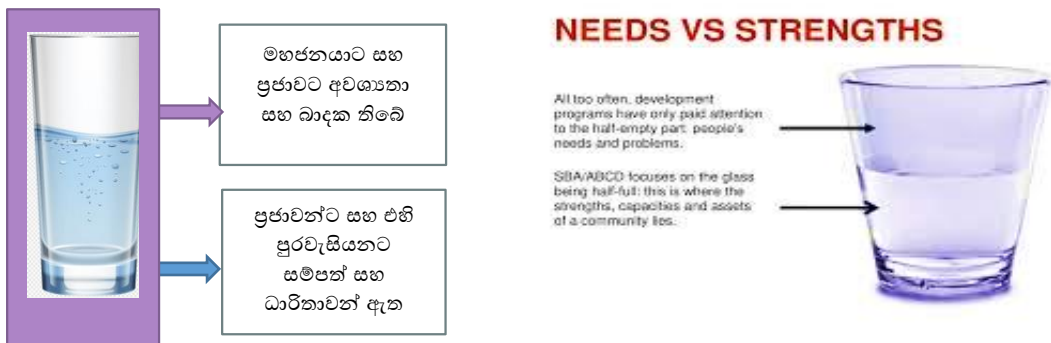 මහජනයාට සහ
ප්‍රජාවට අවශ්‍යතා
සහ බාදක තිබේ
ප්‍රජාවන්ට සහ එහි
පුරවැසියනට
සම්පත් සහ
ධාරිතාවන් ඇත
NEEDS VS STRENGTHS
All too often, development
programs have only paid attention
to the half-empty part: people's
needs and problems.
SBA/ABCD focuses on the glass
being half-full: this is where the
strengths, capacities and assets
of a community lies.